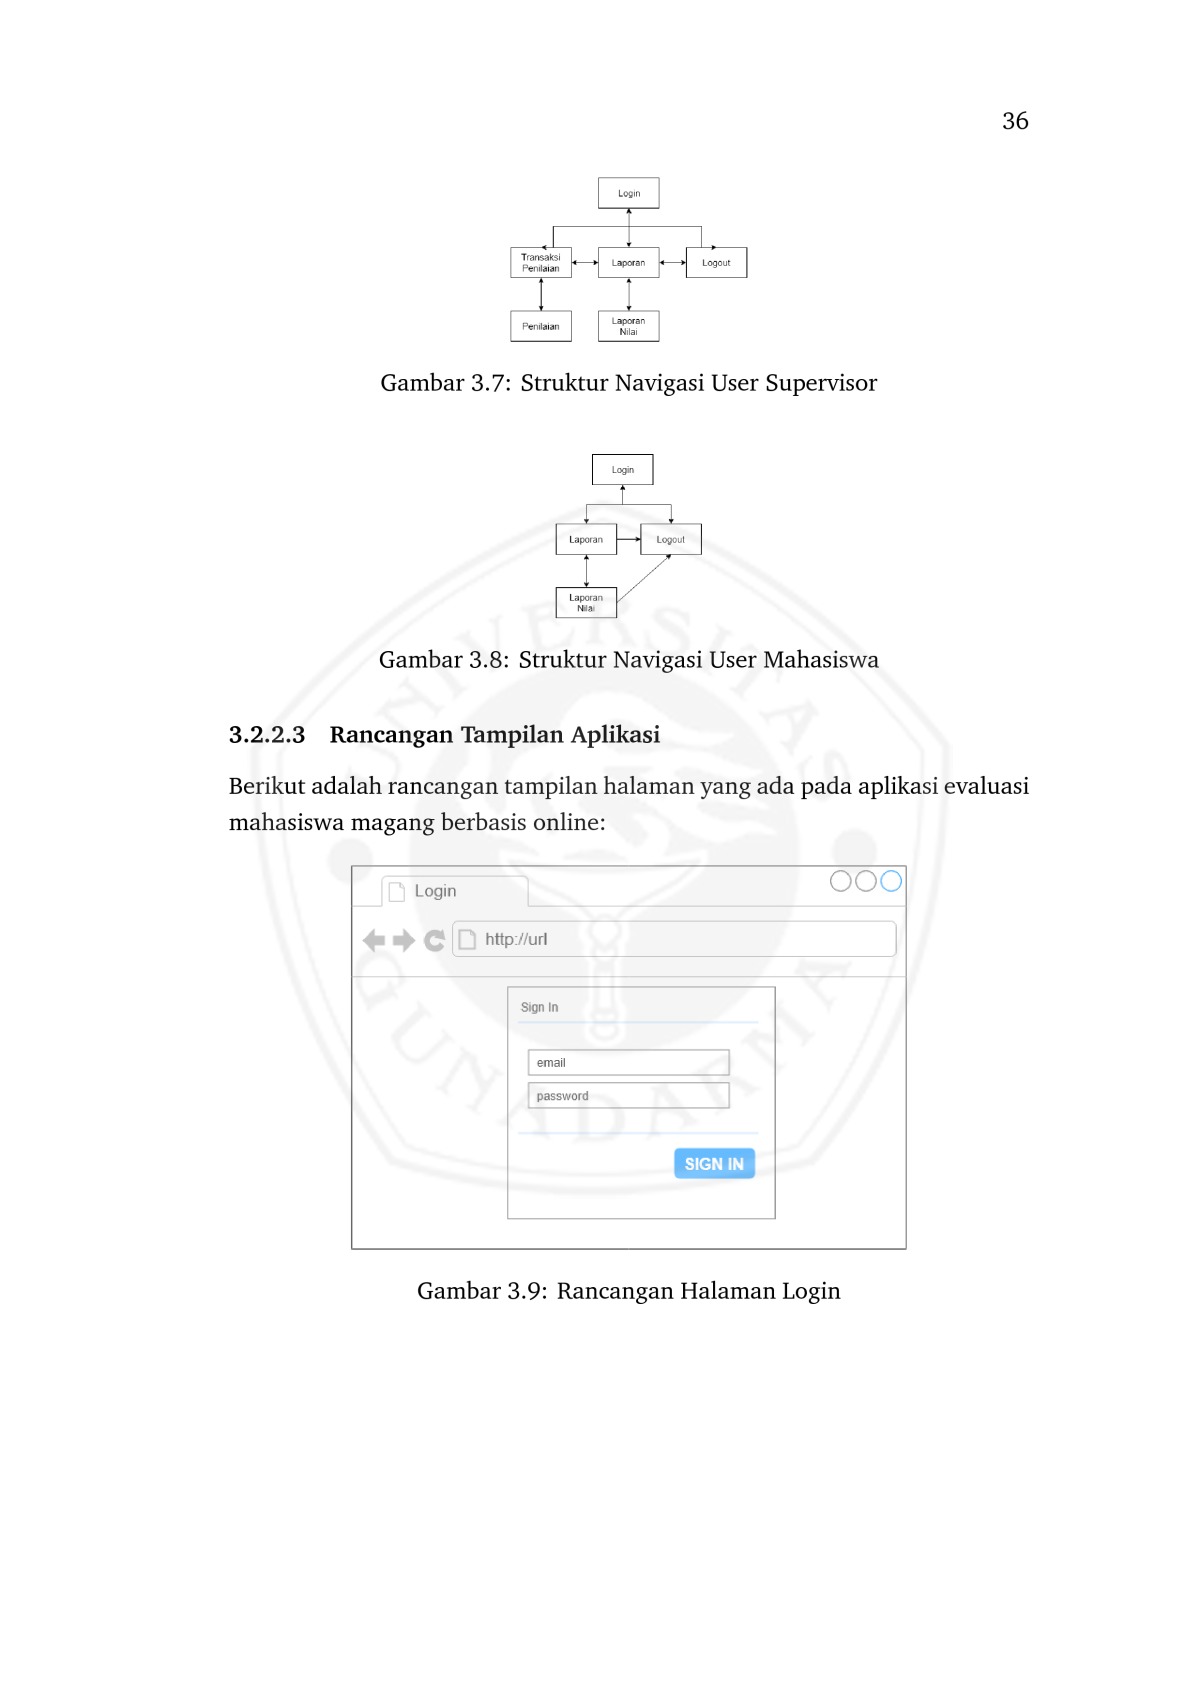 36
Login
Transaksi
Penilaian
Laporan
Logout
Penilaian
Laporan
Nilai
Gambar 3.7: Struktur Navigasi User Supervisor
Login
Laporan
Logout
Laporan
Nilai
Gambar 3.8: Struktur Navigasi User Mahasiswa
3.2.2.3 Rancangan Tampilan Aplikasi
Berikut adalah rancangan tampilan halaman yang ada pada aplikasi evaluasi
mahasiswa magang berbasis online:
Login
http://url
Sign In
email
password
SIGN IN
Gambar 3.9: Rancangan Halaman Login
UNIVERSITAS
GUNADARMA